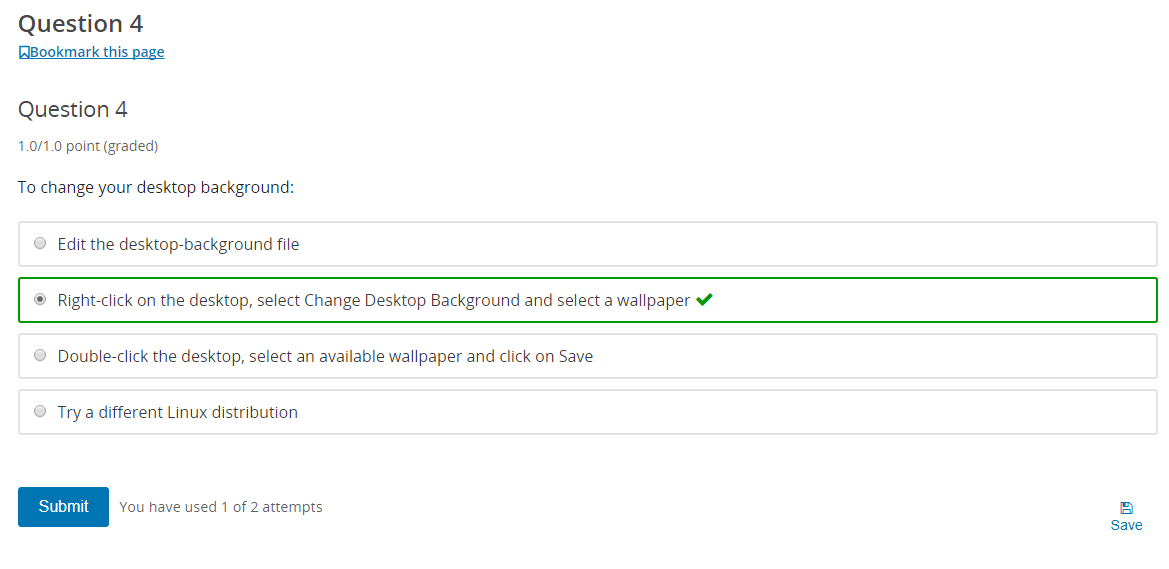 Question 4
Bookmark this page
Question 4
1.0/1.0 point (graded)
To change your desktop background:
Edit the desktop-background file
Right-click on the desktop, select Change Desktop Background and select a wallpaper
Double-click the desktop, select an available wallpaper and click on Save
Try a different Linux distribution
Submit You have used 1 of 2 attempts
Save